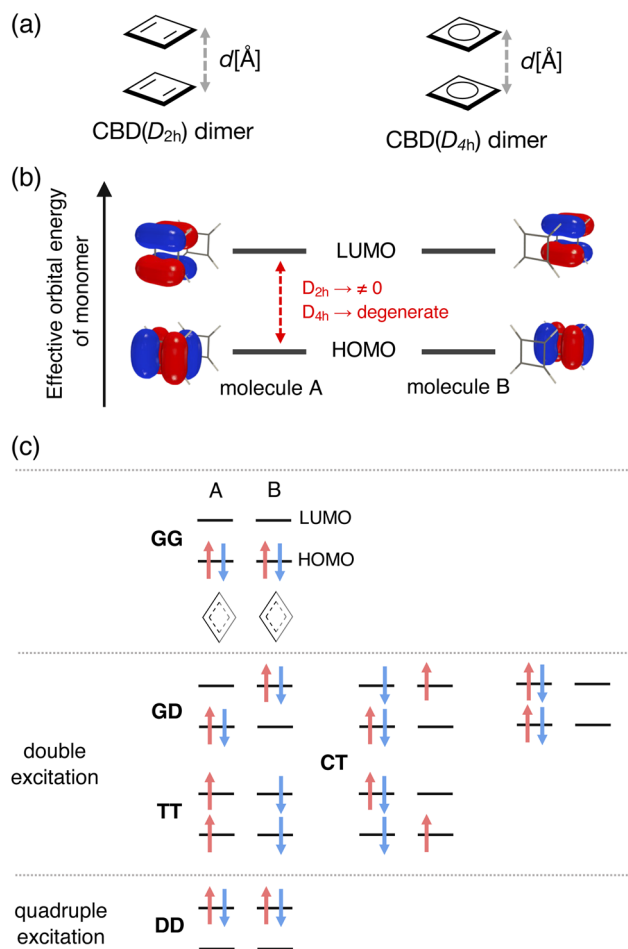 (a)
d[Å]
d[Å]
CBD(D2h) dimer
CBD(D4h) dimer
(b)
Effective orbital energy
of monomer
LUMO
D2h → ≠ 0
D4h → degenerate
HOMO
molecule A
molecule B
(c)
A B
LUMO
GG
HOMO
GD
double
excitation
CT
TT
quadruple
excitation
DD